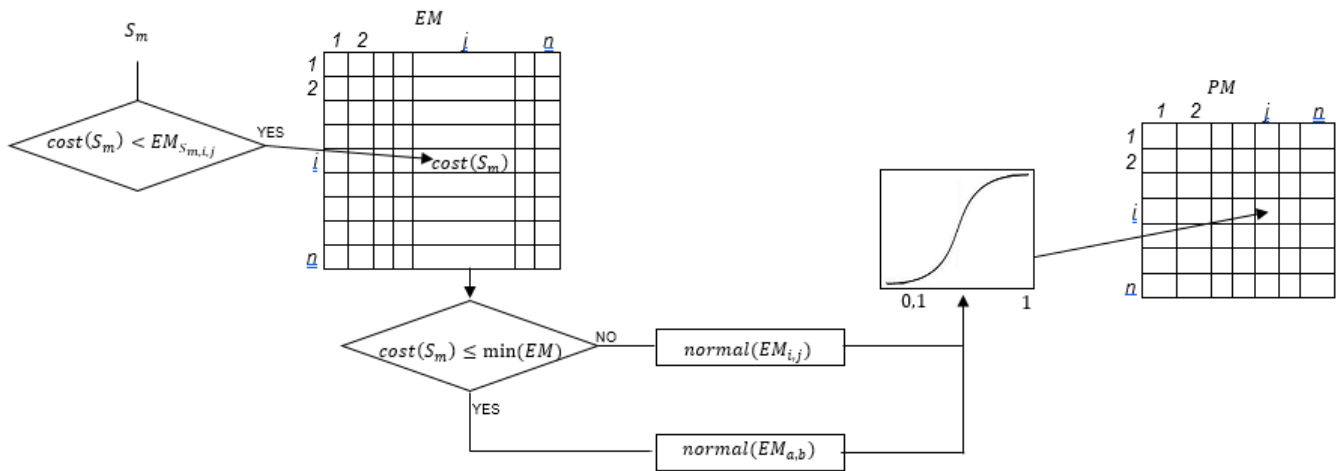 S_m
cost(S_m) < EM_{S_{m,i,j}}
YES
EM
1 2 j n
1
2
i
n
cost(S_m)
cost(S_m) ≤ min(EM)
NO
YES
normal(EM_{i,j})
normal(EM_{a,b})
0,1 1
PM
1 2 j n
1
2
i
n